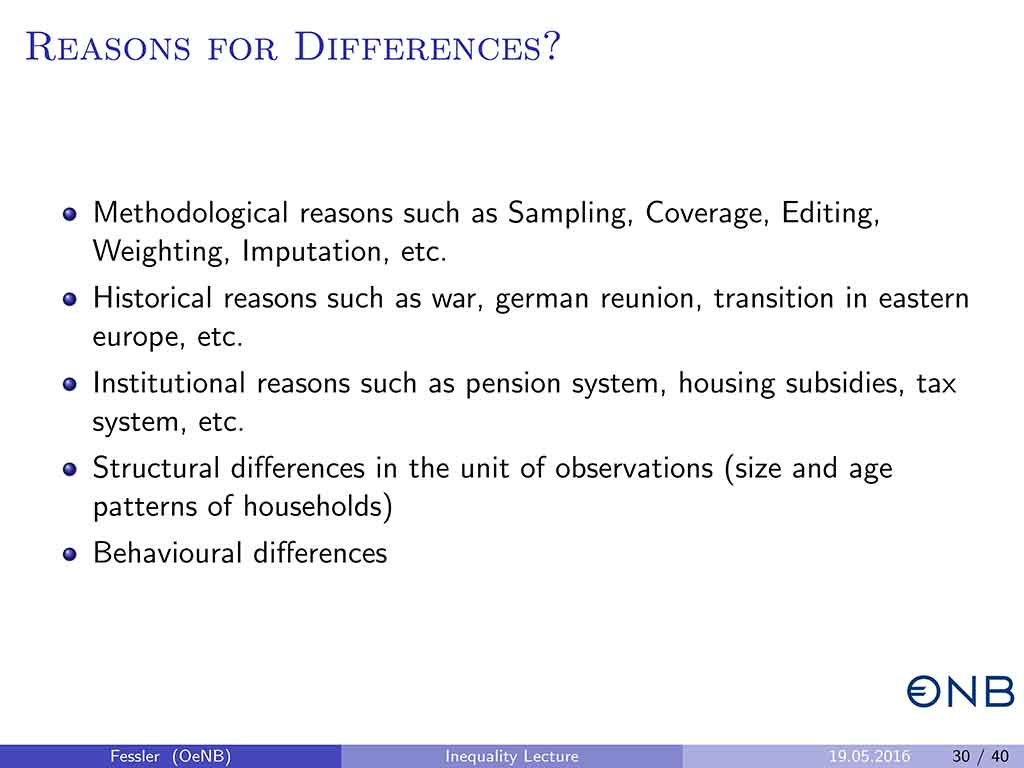 Reasons for Differences?
Methodological reasons such as Sampling, Coverage, Editing,
Weighting, Imputation, etc.
Historical reasons such as war, german reunion, transition in eastern
europe, etc.
Institutional reasons such as pension system, housing subsidies, tax
system, etc.
Structural differences in the unit of observations (size and age
patterns of households)
Behavioural differences
ONB
Fessler (OeNB) Inequality Lecture 19.05.2016 30 / 40